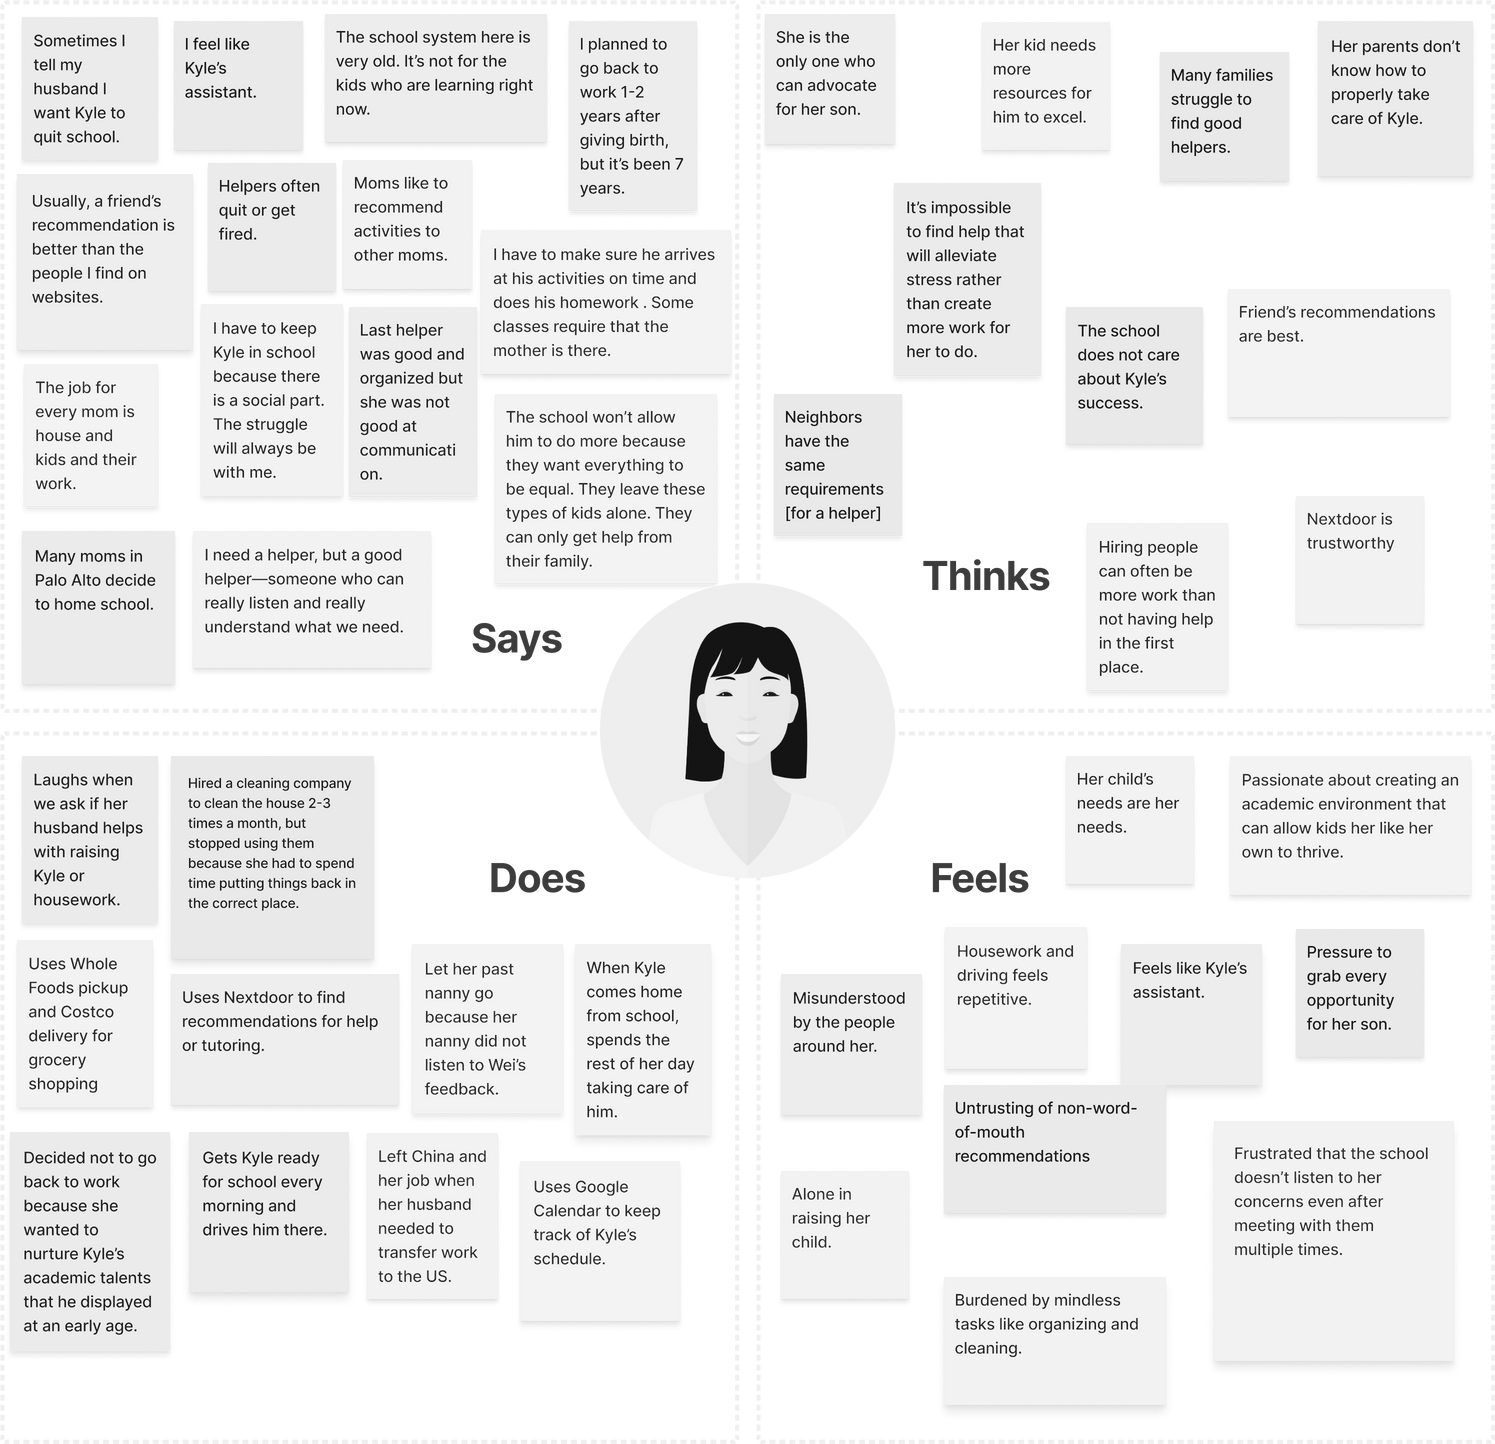 Sometimes I
tell my
husband I
want Kyle to
quit school.
I feel like
Kyle’s
assistant.
The school system here is
very old. It’s not for the
kids who are learning right
now.
I planned to
go back to
work 1-2
years after
giving birth,
but it’s been 7
years.
Usually, a friend’s
recommendation is
better than the
people I find on
websites.
Helpers often
quit or get
fired.
Moms like to
recommend
activities to
other moms.
I have to make sure he arrives
at his activities on time and
does his homework . Some
classes require that the
mother is there.
The job for
every mom is
house and
kids and their
work.
I have to keep
Kyle in school
because there
is a social part.
The struggle
will always be
with me.
Last helper
was good and
organized but
she was not
good at
communicati
on.
The school won’t allow
him to do more because
they want everything to
be equal. They leave these
types of kids alone. They
can only get help from
their family.
Many moms in
Palo Alto decide
to home school.
I need a helper, but a good
helper—someone who can
really listen and really
understand what we need.
Says
She is the
only one who
can advocate
for her son.
Her kid needs
more
resources for
him to excel.
Many families
struggle to
find good
helpers.
Her parents don’t
know how to
properly take
care of Kyle.
It’s impossible
to find help that
will alleviate
stress rather
than create
more work for
her to do.
The school
does not care
about Kyle’s
success.
Friend’s recommendations
are best.
Neighbors
have the
same
requirements
[for a helper]
Thinks
Hiring people
can often be
more work than
not having help
in the first
place.
Nextdoor is
trustworthy
Laughs when
we ask if her
husband helps
with raising
Kyle or
housework.
Hired a cleaning company
to clean the house 2-3
times a month, but
stopped using them
because she had to spend
time putting things back in
the correct place.
Does
Uses Whole
Foods pickup
and Costco
delivery for
grocery
shopping
Uses Nextdoor to find
recommendations for help
or tutoring.
Let her past
nanny go
because her
nanny did not
listen to Wei’s
feedback.
When Kyle
comes home
from school,
spends the
rest of her day
taking care of
him.
Decided not to go
back to work
because she
wanted to
nurture Kyle’s
academic talents
that he displayed
at an early age.
Gets Kyle ready
for school every
morning and
drives him there.
Left China and
her job when
her husband
needed to
transfer work
to the US.
Uses Google
Calendar to keep
track of Kyle’s
schedule.
Feels
Her child’s
needs are her
needs.
Passionate about creating an
academic environment that
can allow kids her like her
own to thrive.
Misunderstood
by the people
around her.
Housework and
driving feels
repetitive.
Feels like Kyle’s
assistant.
Pressure to
grab every
opportunity
for her son.
Untrusting of non-word-
of-mouth
recommendations
Alone in
raising her
child.
Frustrated that the school
doesn’t listen to her
concerns even after
meeting with them
multiple times.
Burdened by mindless
tasks like organizing and
cleaning.